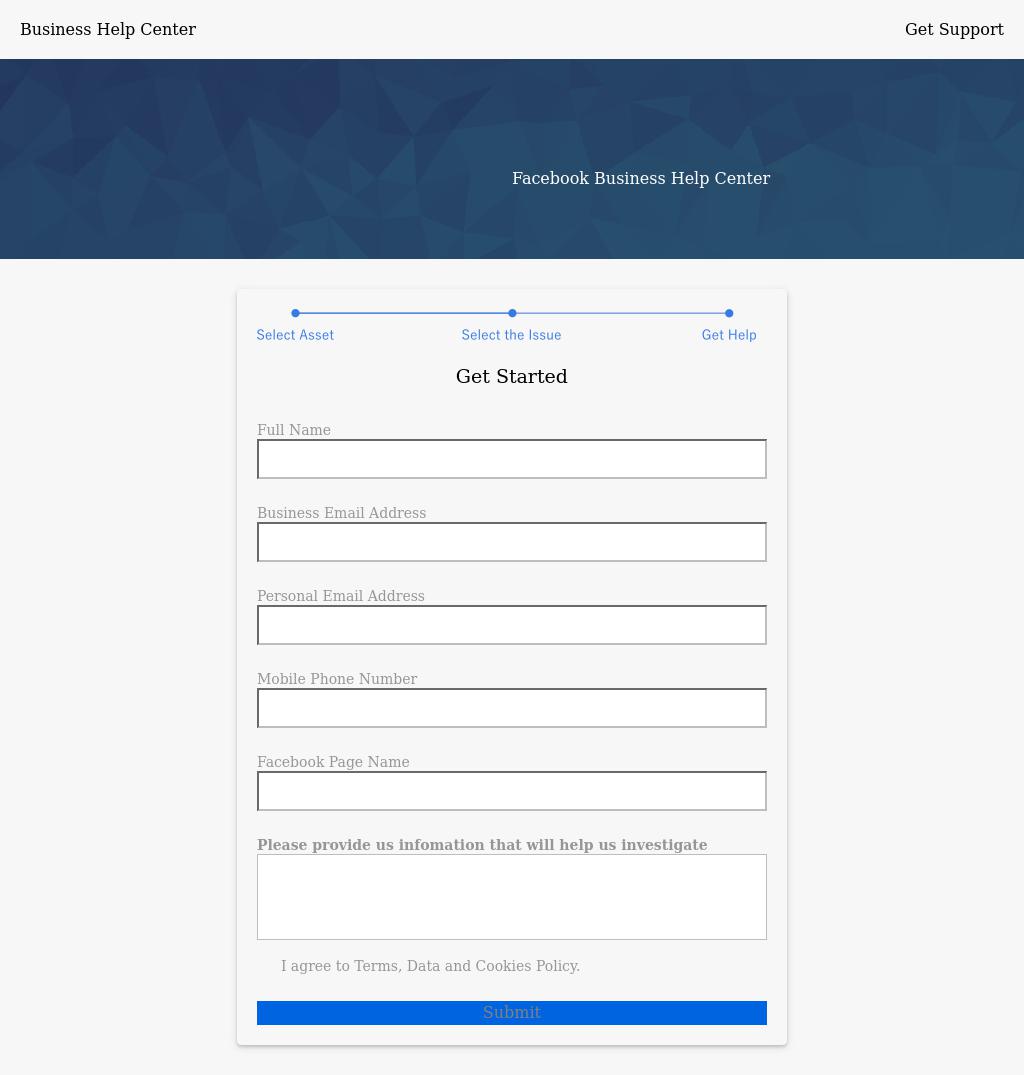 Business Help Center
Get Support
Facebook Business Help Center
Select Asset
Select the Issue
Get Help
Get Started
Full Name
Business Email Address
Personal Email Address
Mobile Phone Number
Facebook Page Name
Please provide us infomation that will help us investigate
I agree to Terms, Data and Cookies Policy.
Submit